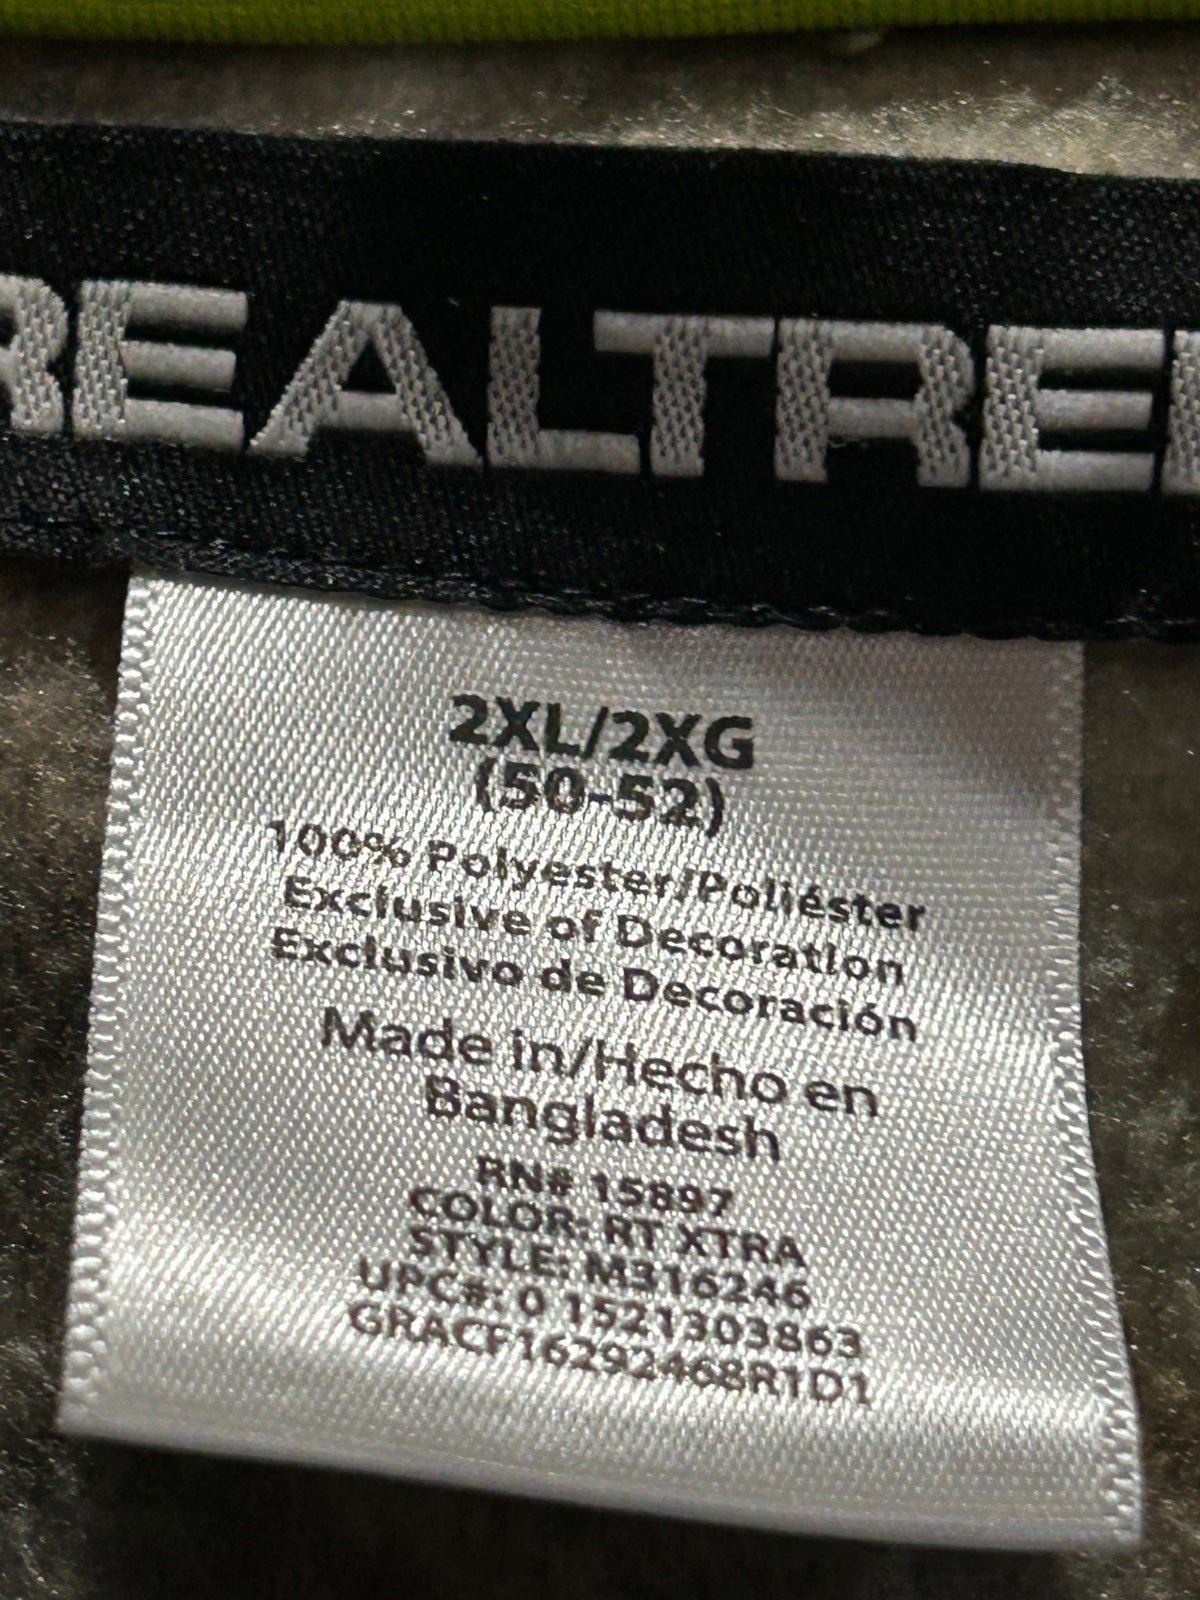 REALTREE
2XL/2XG
(50-52)
100% Polyester/Poliéster
Exclusive of Decoration
Exclusivo de Decoración
Made in/Hecho en
Bangladesh
RN# 15897
COLOR: RT XTRA
STYLE: M316246
UPC#: 0 1521303863
GRACF16292468R1D1